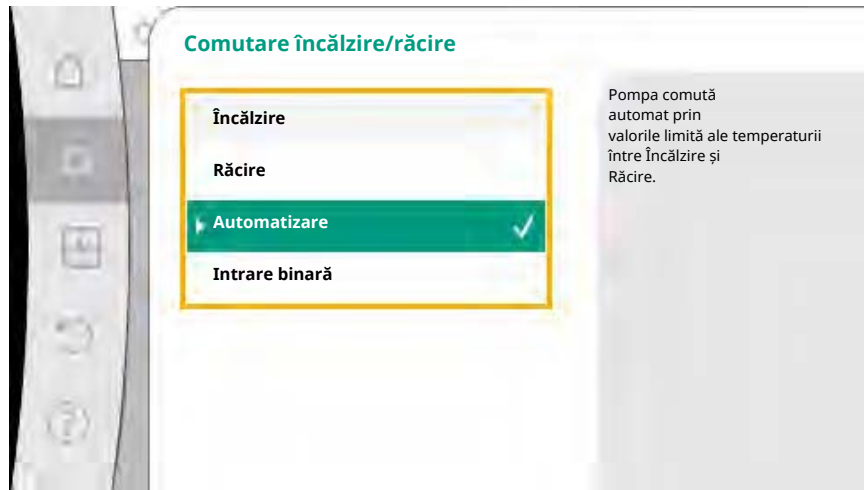 Comutare încălzire/răcire
Încălzire
Răcire
Automatizare
Intrare binară
Pompa comută
automat prin
valorile limită ale temperaturii
între Încălzire și
Răcire.